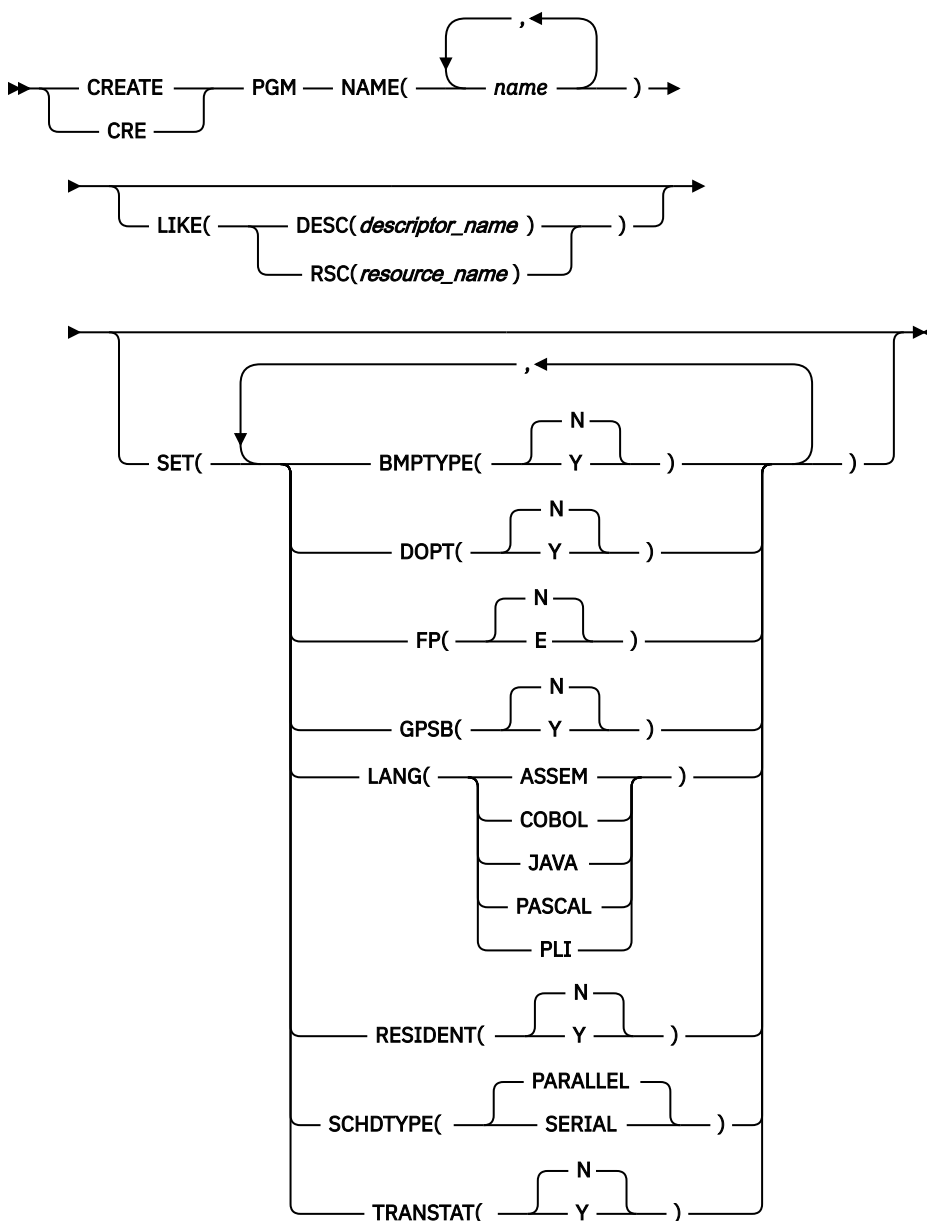 ,
CREATE PGM NAME( name )
CRE
LIKE( DESC(descriptor_name ) )
RSC(resource_name )
,
N
SET( BMPTYPE( Y ) )
N
DOPT( Y )
N
FP( E )
N
GPSB( Y )
LANG( ASSEM )
COBOL
JAVA
PASCAL
PLI
N
RESIDENT( Y )
PARALLEL
SCHDTYPE( SERIAL )
N
TRANSTAT( Y )